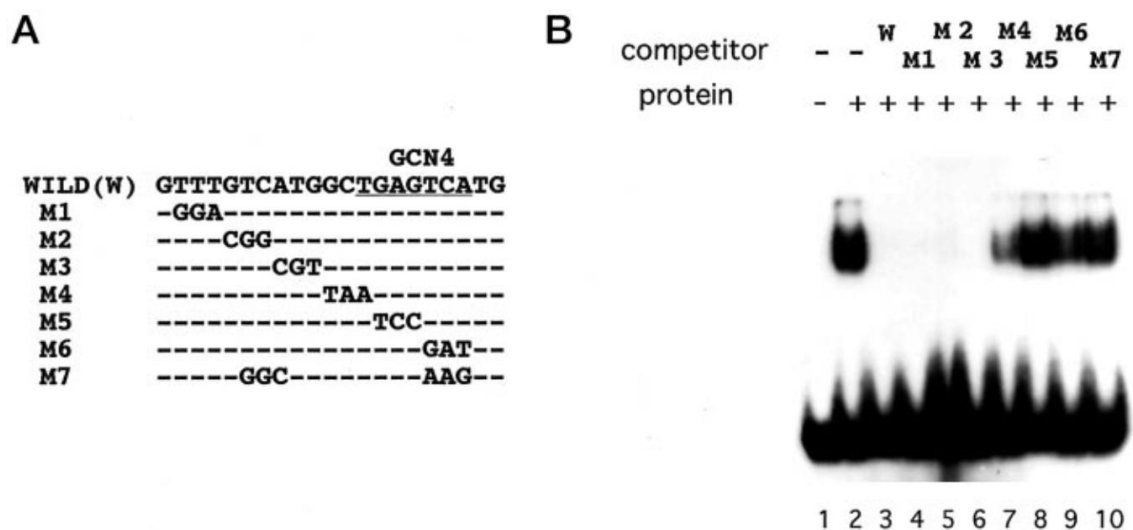 A
GCN4
WILD(W) GTTTGTCATGGCTGAGTCATG
M1 -GGA-----------------
M2 ----CGG--------------
M3 -------CGT-----------
M4 ----------TAA--------
M5 -------------TCC-----
M6 ----------------GAT--
M7 -----GGC--------AAG--
B
W M 2 M4 M6
competitor - - M1 M 3 M5 M7
protein - + + + + + + + + +
1 2 3 4 5 6 7 8 9 10